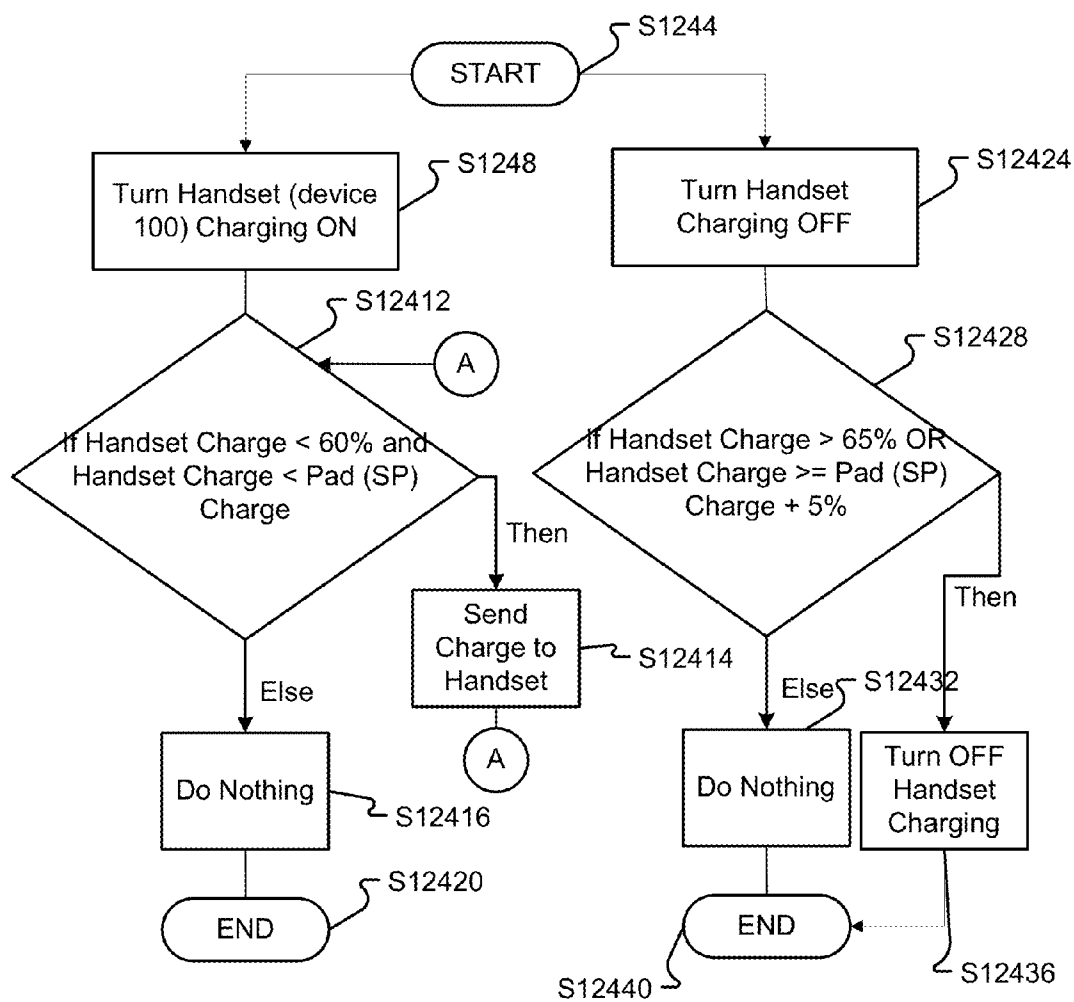 S1244
START
S1248
Turn Handset (device
100) Charging ON
S12424
Turn Handset
Charging OFF
S12412
A
S12428
If Handset Charge < 60% and
Handset Charge < Pad (SP)
Charge
If Handset Charge > 65% OR
Handset Charge >= Pad (SP)
Charge + 5%
Then
Then
Send
Charge to
Handset
S12414
Else
Else
S12432
A
Do Nothing
S12416
Do Nothing
Turn OFF
Handset
Charging
S12420
END
END
S12440
S12436